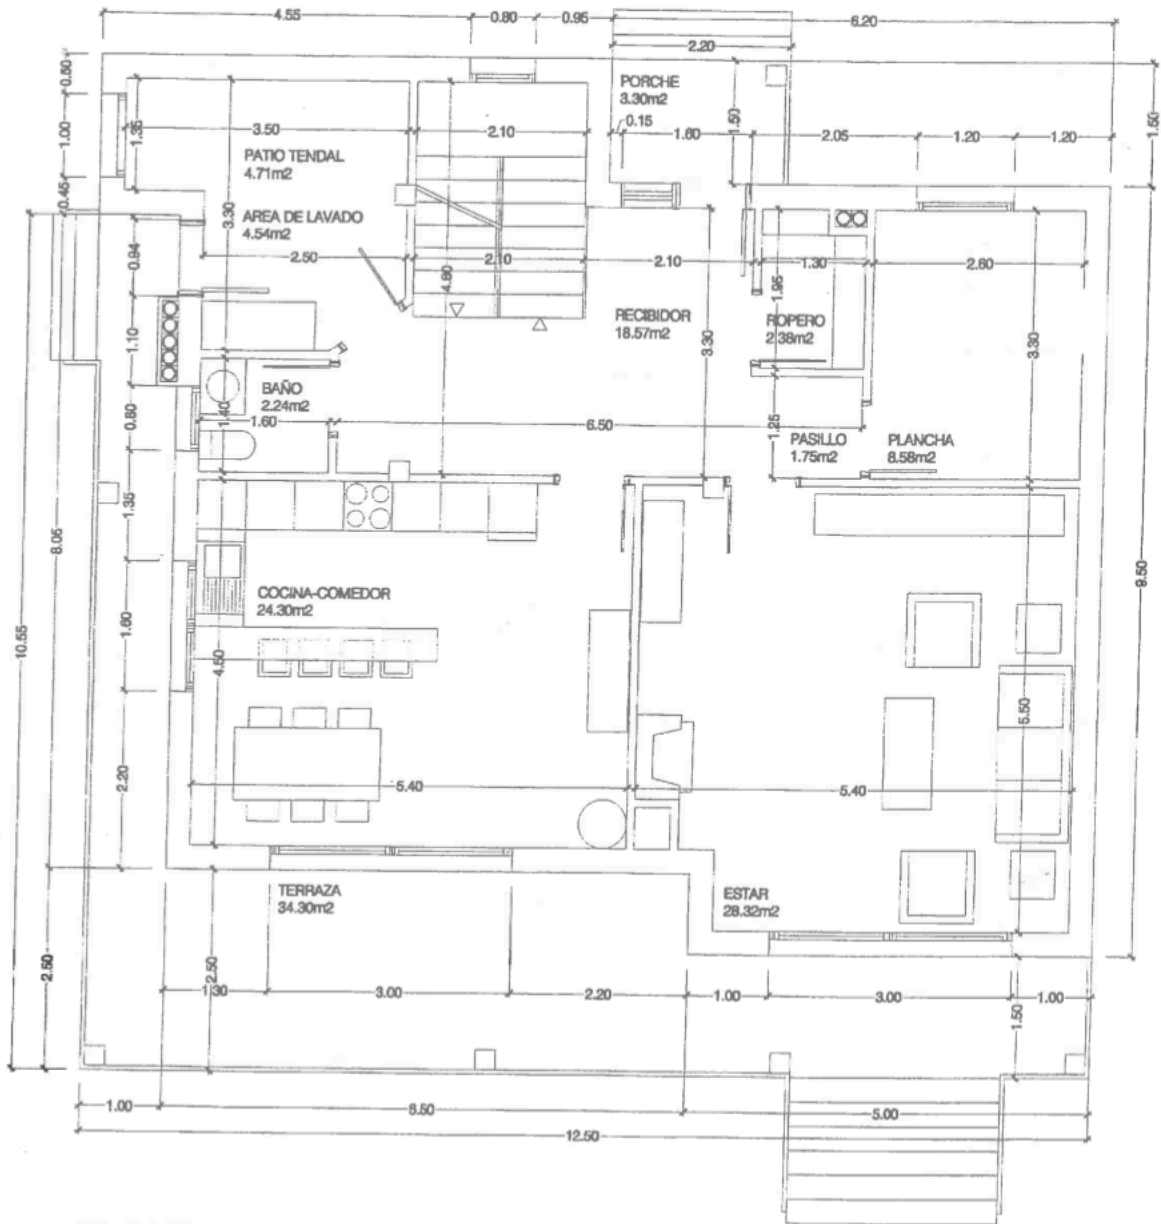 4.55
0.80
0.95
6.20
2.20
0.50
1.00
0.45
1.35
3.50
2.10
PORCHE
3.30m2
0.15
1.60
1.50
2.05
1.20
1.20
1.50
PATIO TENDAL
4.71m2
AREA DE LAVADO
4.54m2
3.30
2.50
2.10
4.80
2.10
1.30
2.60
0.94
1.95
RECIBIDOR
18.57m2
ROPERO
2.38m2
3.30
3.30
1.10
BAÑO
2.24m2
0.80
1.40
1.60
6.50
1.25
PASILLO
1.75m2
PLANCHA
8.58m2
1.35
8.05
9.50
COCINA-COMEDOR
24.30m2
10.55
1.60
4.50
5.50
2.20
5.40
5.40
TERRAZA
34.30m2
ESTAR
28.32m2
2.50
2.50
1.30
3.00
2.20
1.00
3.00
1.00
1.50
1.00
6.50
5.00
12.50